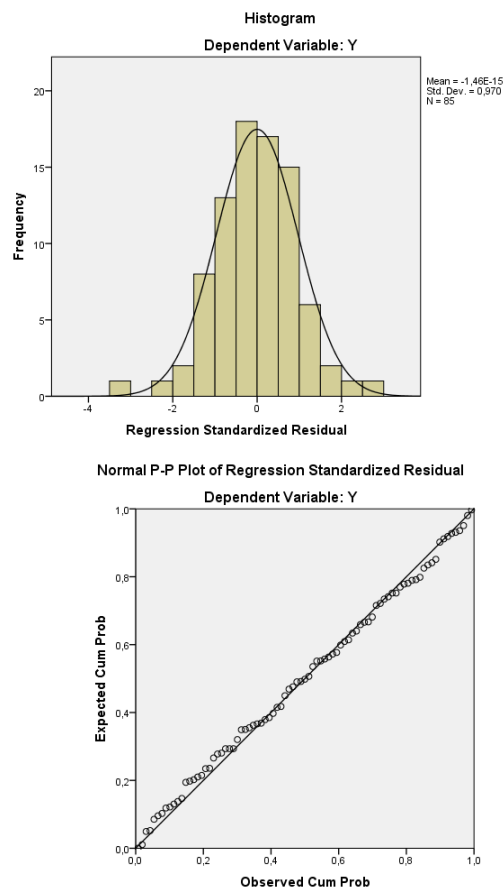 Histogram
Dependent Variable: Y
Mean = -1,46E-15
Std. Dev. = 0,970
N = 85
20
15
10
5
0
Frequency
-4 -2 0 2
Regression Standardized Residual
Normal P-P Plot of Regression Standardized Residual
Dependent Variable: Y
1,0
0,8
0,6
0,4
0,2
0,0
Expected Cum Prob
0,0 0,2 0,4 0,6 0,8 1,0
Observed Cum Prob